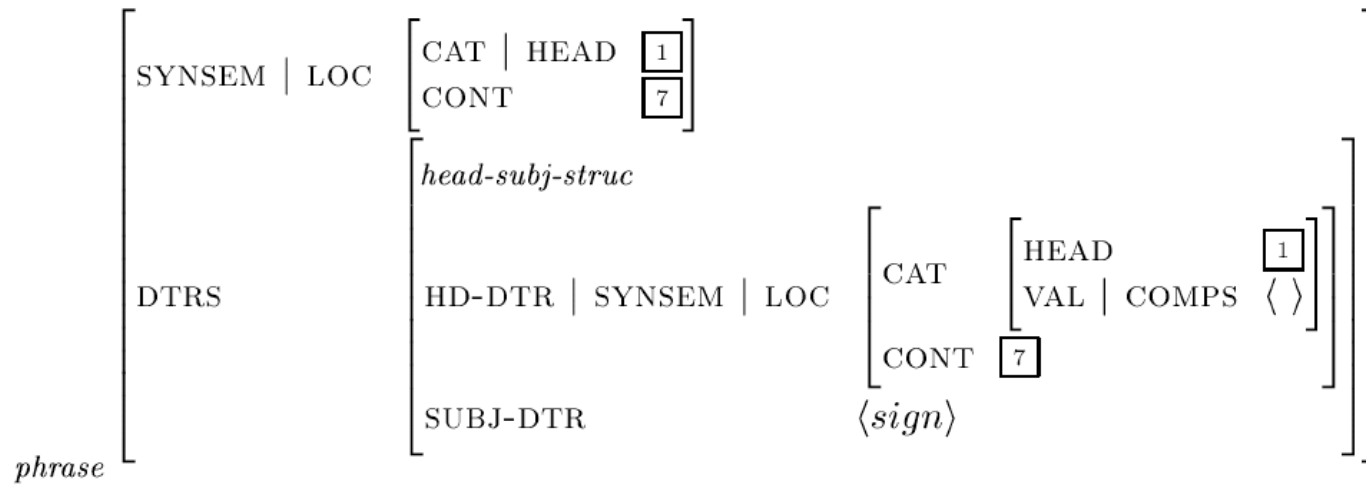 CAT | HEAD 1
SYNSEM | LOC
CONT 7
head-subj-struc
HEAD 1
CAT
DTRS HD-DTR | SYNSEM | LOC VAL | COMPS ⟨ ⟩
CONT 7
SUBJ-DTR ⟨sign⟩
phrase